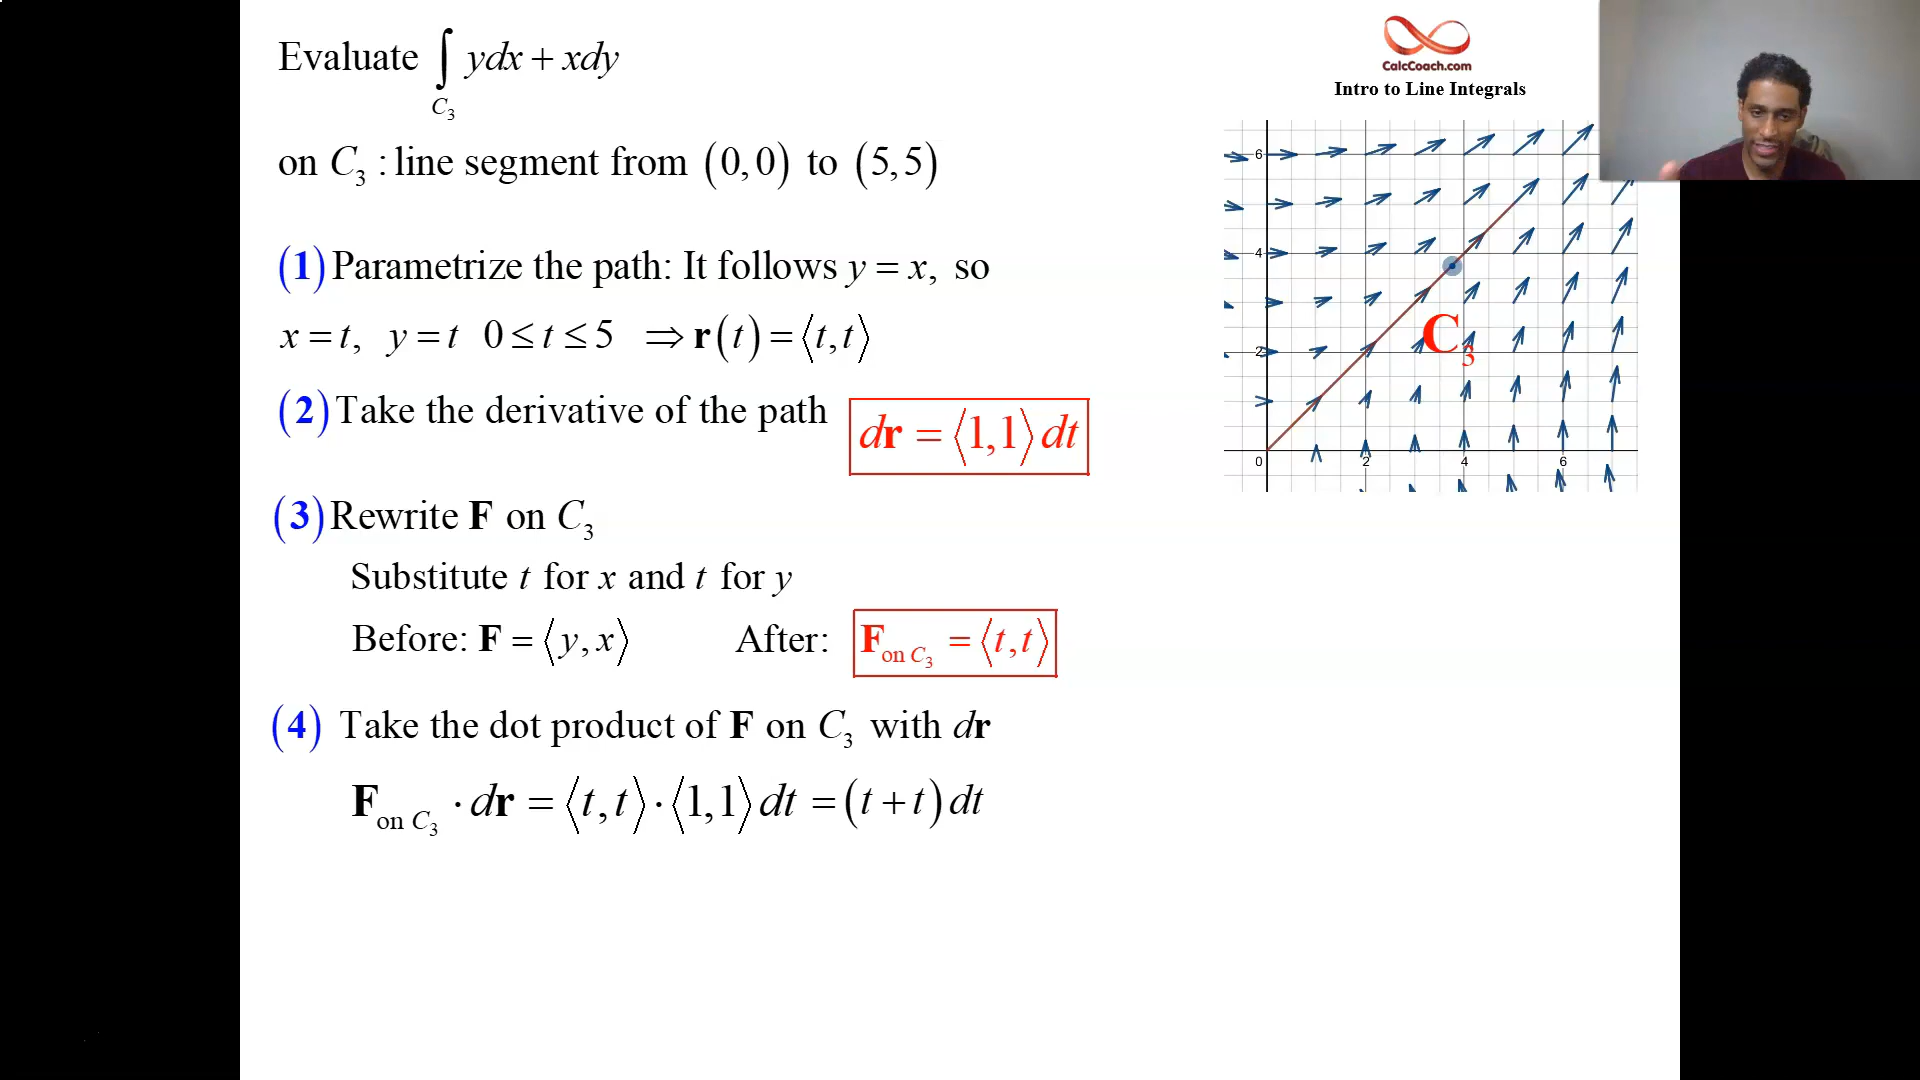 Evaluate ∫_{C₃} ydx + xdy
on C₃ : line segment from (0,0) to (5,5)
(1) Parametrize the path: It follows y = x, so
x = t, y = t 0 ≤ t ≤ 5 ⇒ r(t) = ⟨t,t⟩
(2) Take the derivative of the path dr = ⟨1,1⟩ dt
(3) Rewrite F on C₃
Substitute t for x and t for y
Before: F = ⟨y,x⟩ After: F_{on C₃} = ⟨t,t⟩
(4) Take the dot product of F on C₃ with dr
F_{on C₃} · dr = ⟨t,t⟩ · ⟨1,1⟩ dt = (t + t) dt
CalcCoach.com
Intro to Line Integrals
6
4
2
C₃
0 2 4 6